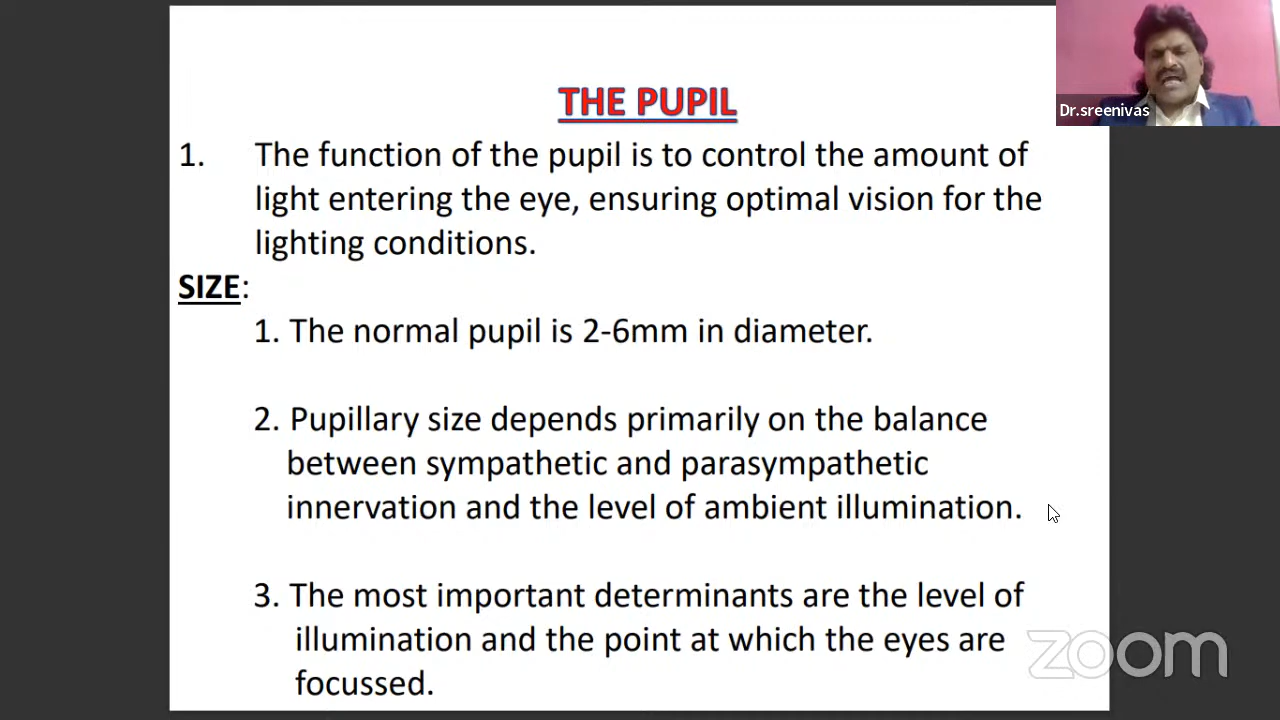 THE PUPIL
1. The function of the pupil is to control the amount of
light entering the eye, ensuring optimal vision for the
lighting conditions.
SIZE:
1. The normal pupil is 2-6mm in diameter.
2. Pupillary size depends primarily on the balance
between sympathetic and parasympathetic
innervation and the level of ambient illumination.
3. The most important determinants are the level of
illumination and the point at which the eyes are
focussed.
Dr.sreenivas
zoom